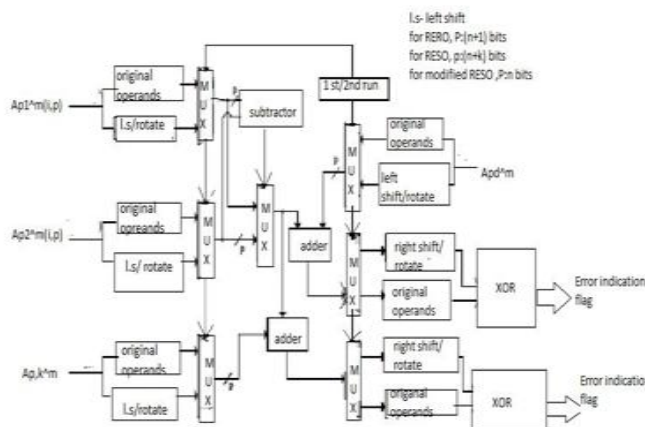 l.s- left shift
for RERO, P:(n+1) bits
for RESO, p:(n+k) bits
for modified RESO ,P:n bits
original
operands
M
U
X
1 st/2nd run
Ap1^m(i,p)
l.s/rotate
P
subtractor
original
operands
M
U
X
P
left
shift/rotate
Apd^m
original
opreands
M
U
X
M
U
X
Ap2^m(i,p)
l.s/ rotate
P
adder
right shift/
rotate
M
U
X
original
operands
XOR
Error indication
flag
adder
original
operands
M
U
X
Ap,k^m
l.s/rotate
right shift/
rotate
M
U
X
origanal
operands
XOR
Error indication
flag